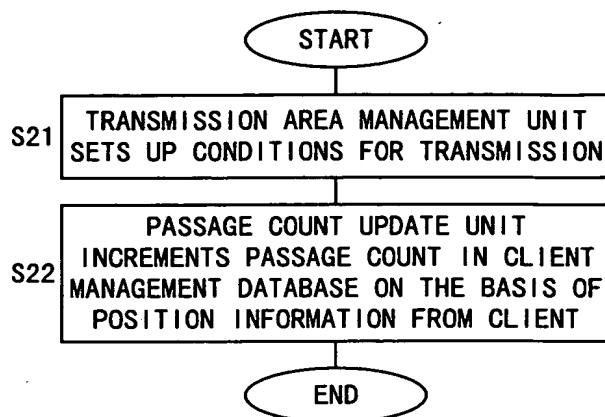 START
S21
TRANSMISSION AREA MANAGEMENT UNIT
SETS UP CONDITIONS FOR TRANSMISSION
S22
PASSAGE COUNT UPDATE UNIT
INCREMENTS PASSAGE COUNT IN CLIENT
MANAGEMENT DATABASE ON THE BASIS OF
POSITION INFORMATION FROM CLIENT
END